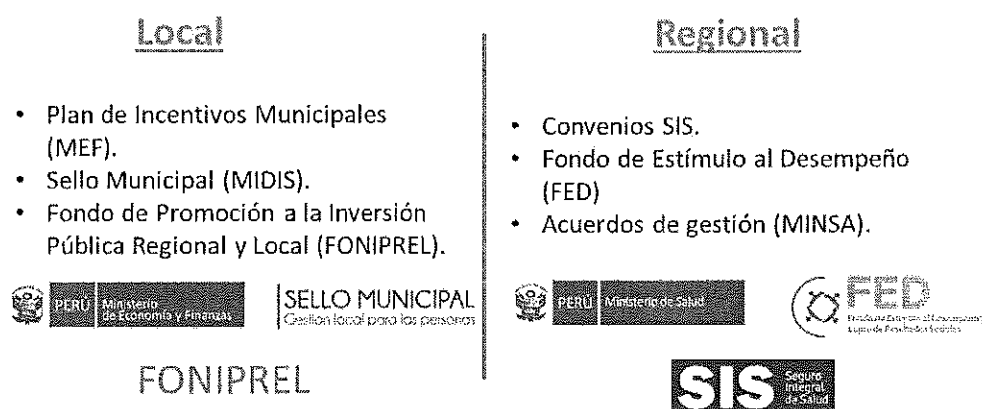 Local
• Plan de Incentivos Municipales
(MEF).
• Sello Municipal (MIDIS).
• Fondo de Promoción a la Inversión
Pública Regional y Local (FONIPREL).
PERÚ Ministerio
de Economía y Finanzas
SELLO MUNICIPAL
Gestión local para las personas
FONIPREL
Regional
• Convenios SIS.
• Fondo de Estímulo al Desempeño
(FED)
• Acuerdos de gestión (MINSA).
PERÚ Ministerio de Salud
FED
SIS Seguro
Integral
de Salud